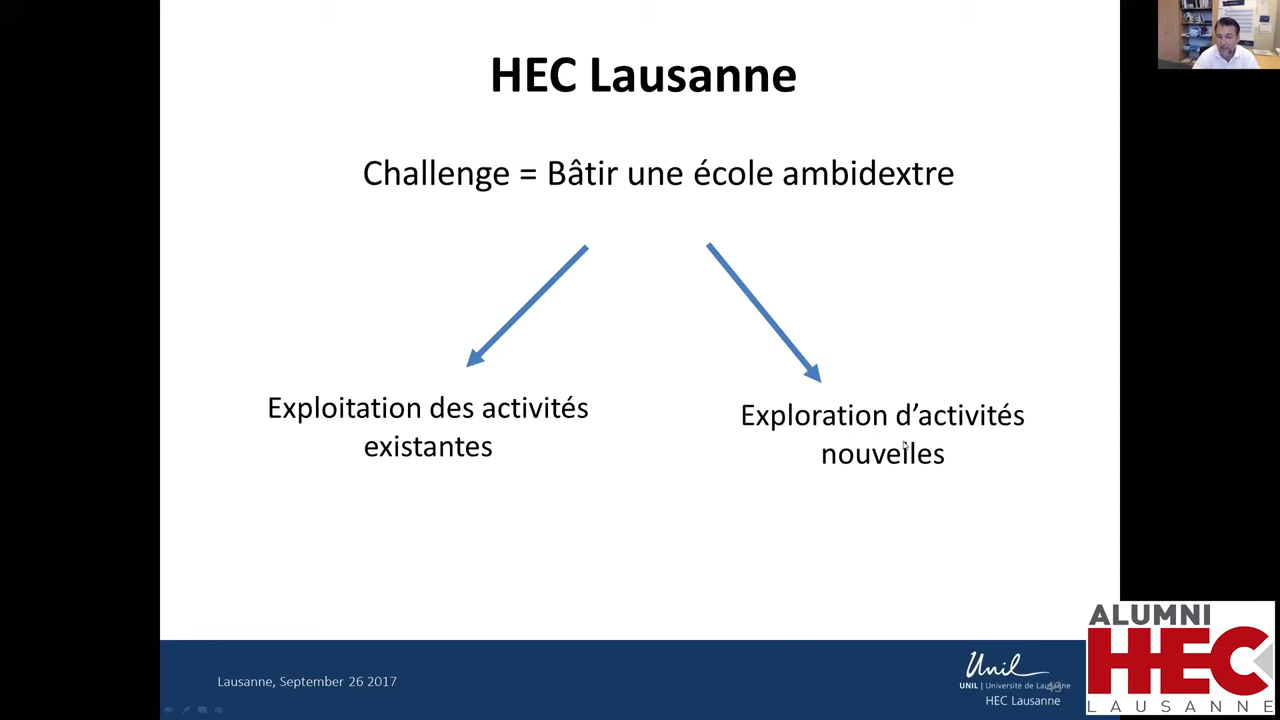 HEC Lausanne
Challenge = Bâtir une école ambidextre
Exploitation des activités
existantes
Exploration d’activités
nouvelles
Lausanne, September 26 2017
Unil
UNIL | Université de Lausanne
43
HEC Lausanne
ALUMNI
HEC
LAUSANNE